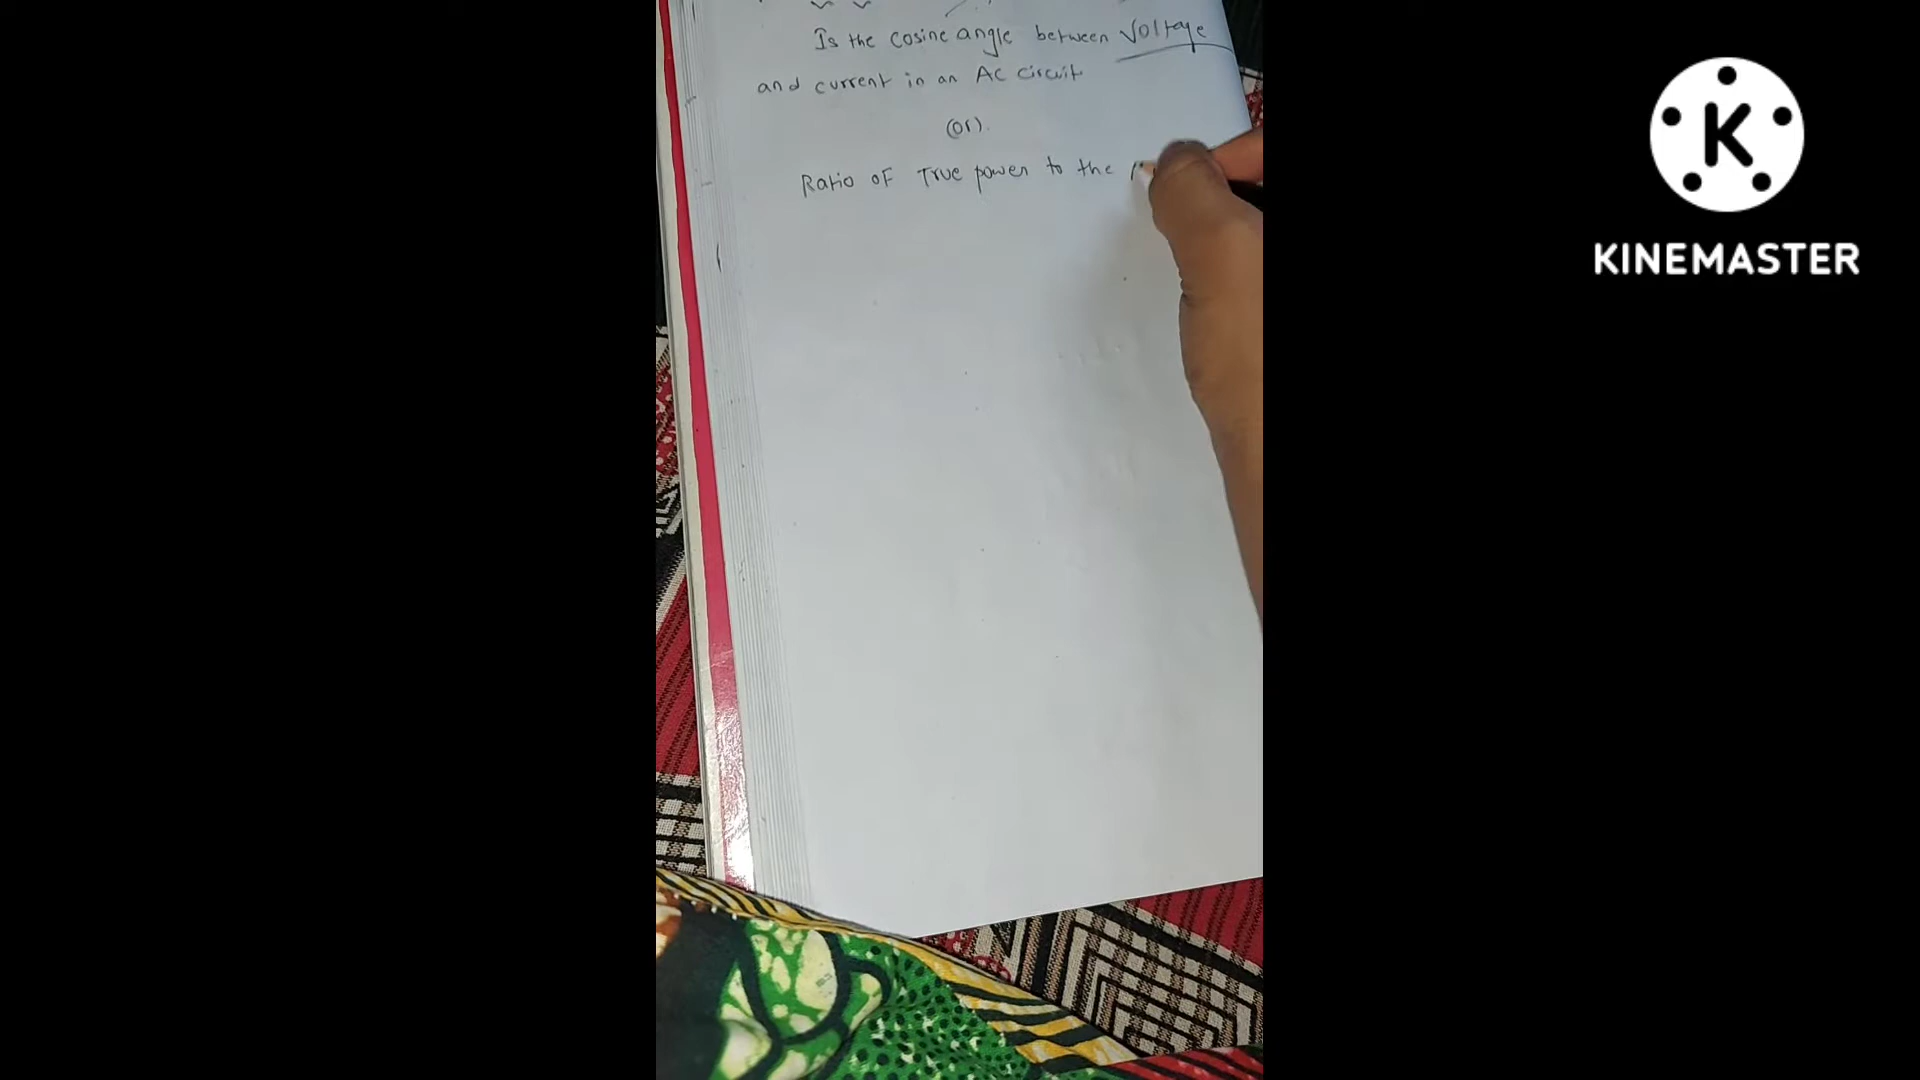 Is the cosine angle between Voltage
and current in an AC circuit
(or).
Ratio of True power to the
K
KINEMASTER